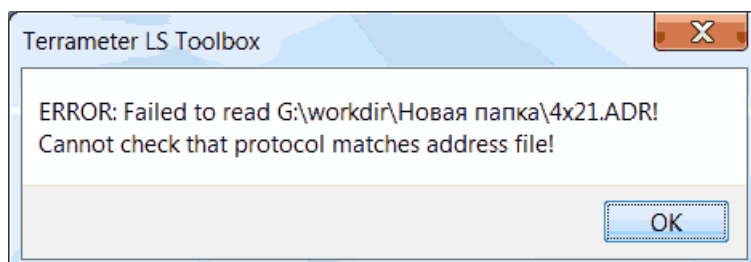 Terrameter LS Toolbox
ERROR: Failed to read G:\workdir\Новая папка\4x21.ADR!
Cannot check that protocol matches address file!
OK